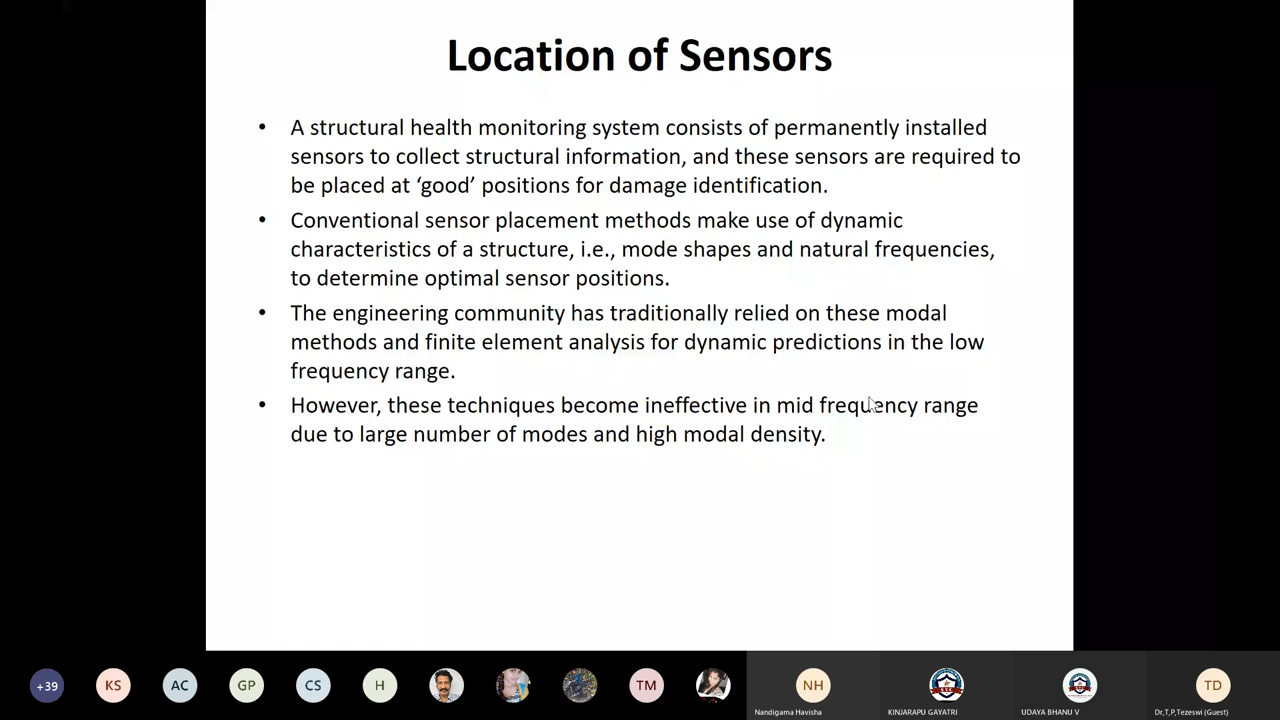 Location of Sensors
• A structural health monitoring system consists of permanently installed
sensors to collect structural information, and these sensors are required to
be placed at ‘good’ positions for damage identification.
• Conventional sensor placement methods make use of dynamic
characteristics of a structure, i.e., mode shapes and natural frequencies,
to determine optimal sensor positions.
• The engineering community has traditionally relied on these modal
methods and finite element analysis for dynamic predictions in the low
frequency range.
• However, these techniques become ineffective in mid frequency range
due to large number of modes and high modal density.
+39 KS AC GP CS H TM NH TD
Nandigama Havisha KINJARAPU GAYATRI UDAYA BHANU V Dr,T,P,Tezeswi (Guest)